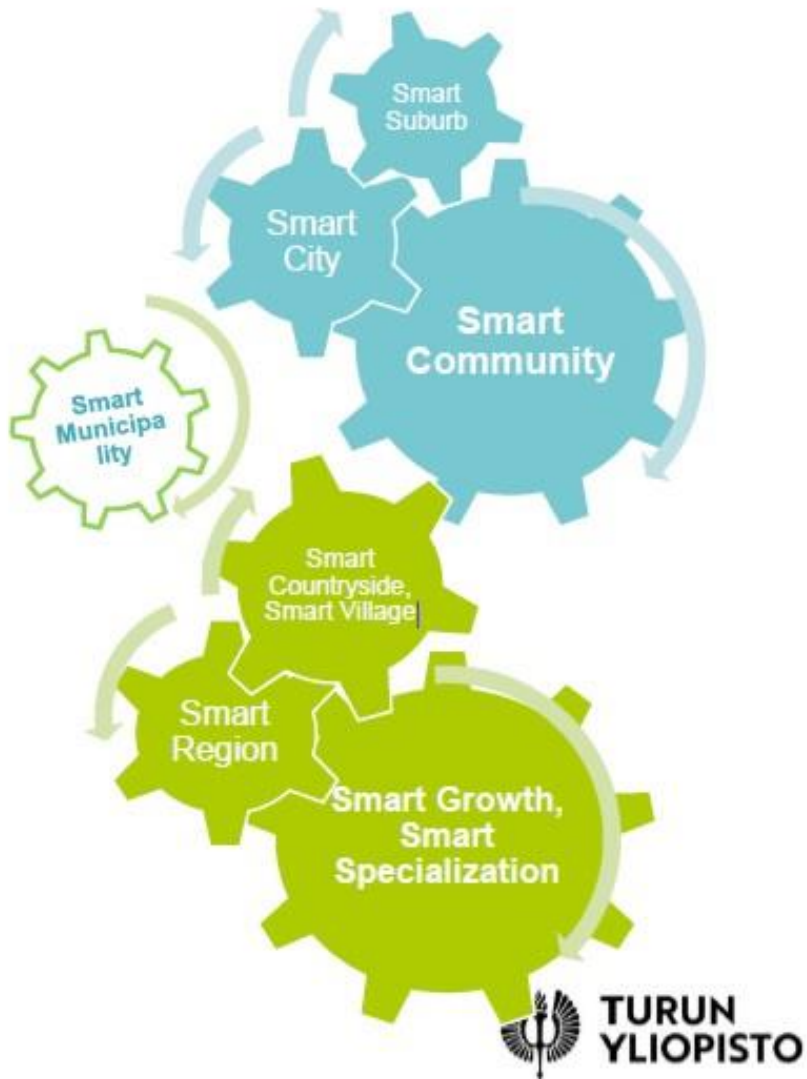 Smart
Suburb
Smart
City
Smart
Community
Smart
Municipa
lity
Smart
Countryside,
Smart Village
Smart
Region
Smart Growth,
Smart
Specialization
TURUN
YLIOPISTO